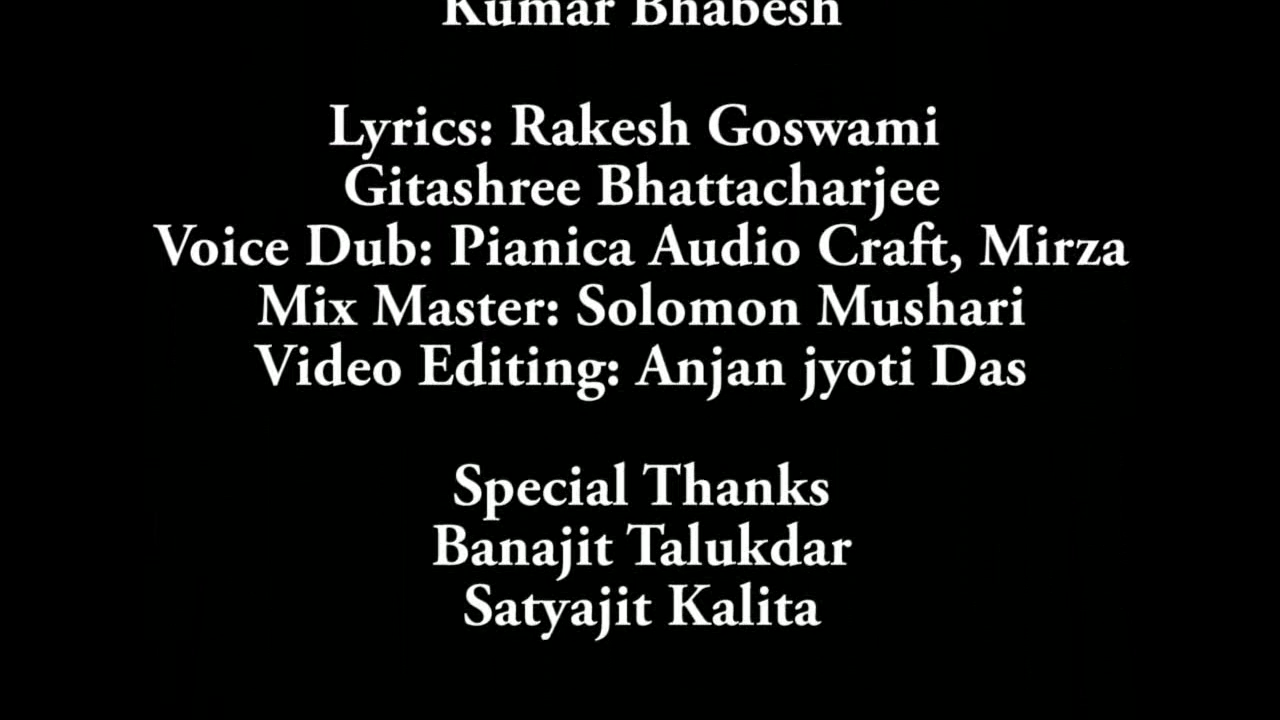 Kumar Bhabesh
Lyrics: Rakesh Goswami
Gitashree Bhattacharjee
Voice Dub: Pianica Audio Craft, Mirza
Mix Master: Solomon Mushari
Video Editing: Anjan jyoti Das
Special Thanks
Banajit Talukdar
Satyajit Kalita